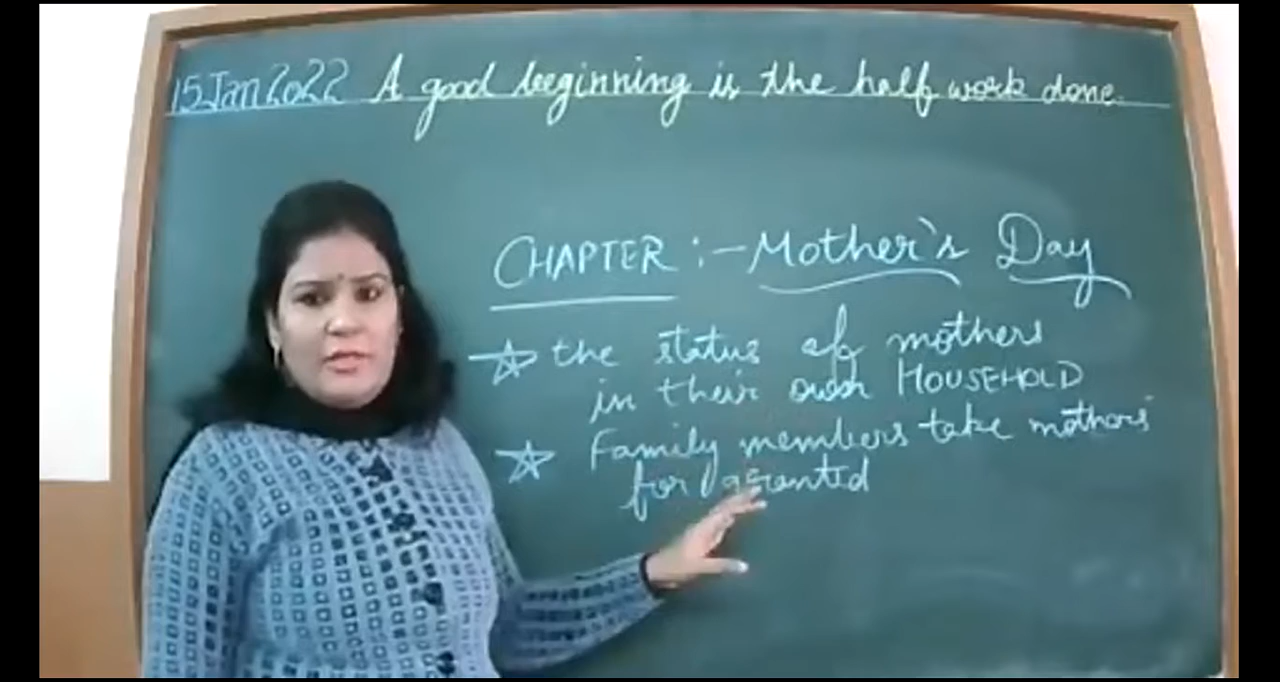 15 Jan 2022 A good beginning is the half work done.
CHAPTER :- Mother's Day
☆ the status of mothers
in their own HOUSEHOLD
☆ Family members take mothers
for granted